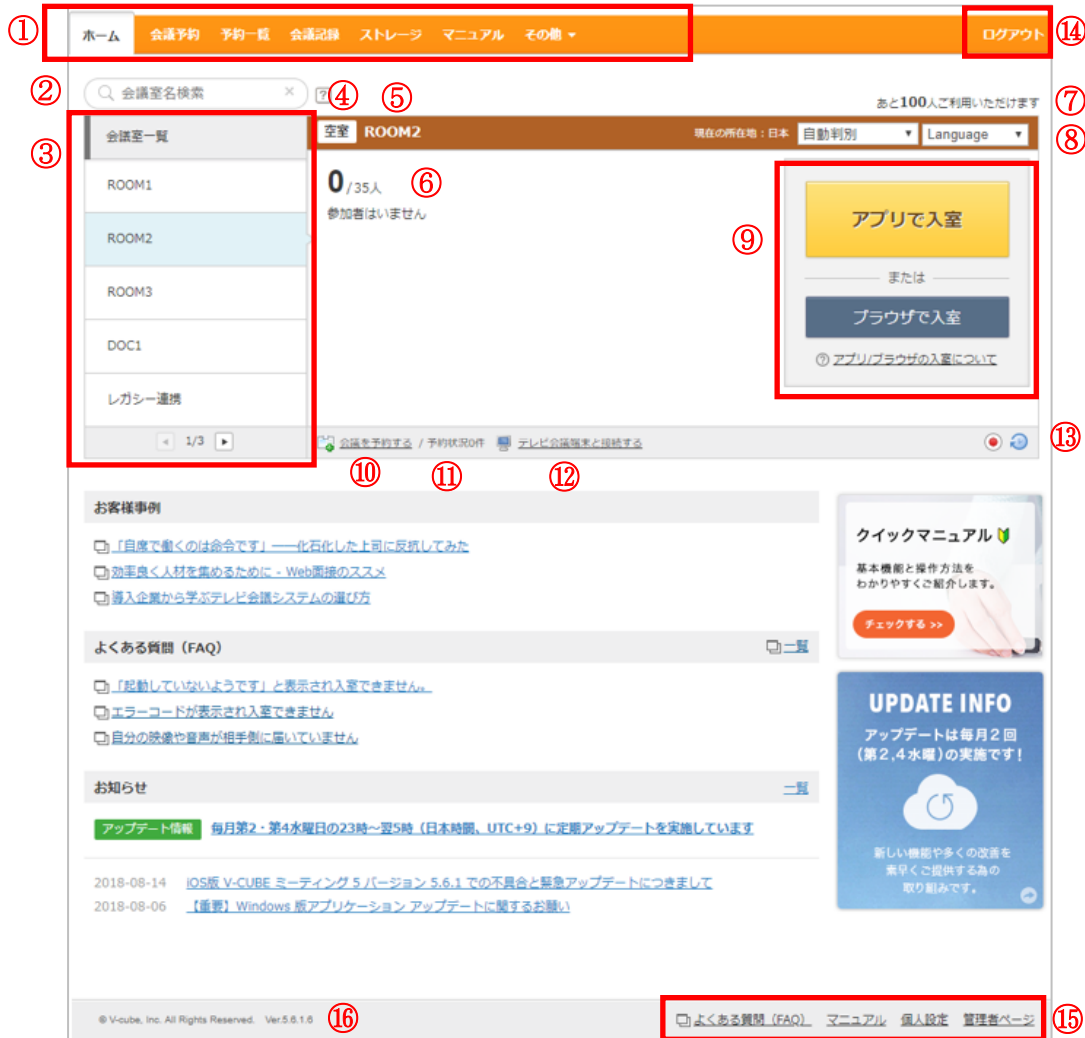 ①
ホーム 会議予約 予約一覧 会議記録 ストレージ マニュアル その他 ▼ ログアウト ⑭
② 会議室名検索 × ? ④ ⑤
あと100人ご利用いただけます ⑦
③ 会議室一覧
空室 ROOM2 現在の所在地：日本 自動判別 ▼ Language ▼ ⑧
ROOM1
ROOM2
ROOM3
DOC1
レガシー連携
1/3
0/35人 ⑥
参加者はいません
⑨
アプリで入室
または
ブラウザで入室
? アプリ/ブラウザの入室について
会議を予約する / 予約状況0件 テレビ会議端末と接続する ⑬
⑩ ⑪ ⑫
お客様事例
「自席で働くのは命令です」――化石化した上司に反抗してみた
効率良く人材を集めるために - Web面接のススメ
導入企業から学ぶテレビ会議システムの選び方
よくある質問（FAQ） 一覧
「起動していないようです」と表示され入室できません。
エラーコードが表示され入室できません
自分の映像や音声が相手側に届いていません
お知らせ 一覧
アップデート情報 毎月第2・第4水曜日の23時～翌5時（日本時間、UTC+9）に定期アップデートを実施しています
2018-08-14 iOS版 V-CUBE ミーティング 5 バージョン 5.6.1 での不具合と緊急アップデートにつきまして
2018-08-06 【重要】Windows 版アプリケーション アップデートに関するお願い
クイックマニュアル
基本機能と操作方法を
わかりやすくご紹介します。
チェックする >>
UPDATE INFO
アップデートは毎月2回
(第2,4水曜)の実施です!
新しい機能や多くの改善を
素早くご提供する為の
取り組みです。
© V-cube, Inc. All Rights Reserved. Ver.5.6.1.6 ⑯
よくある質問（FAQ） マニュアル 個人設定 管理者ページ ⑮